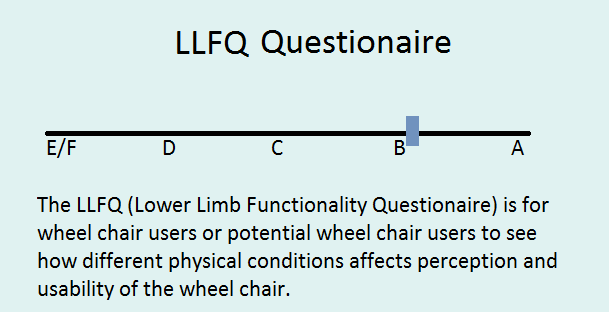 LLFQ Questionaire
E/F D C B A
The LLFQ (Lower Limb Functionality Questionaire) is for
wheel chair users or potential wheel chair users to see
how different physical conditions affects perception and
usability of the wheel chair.